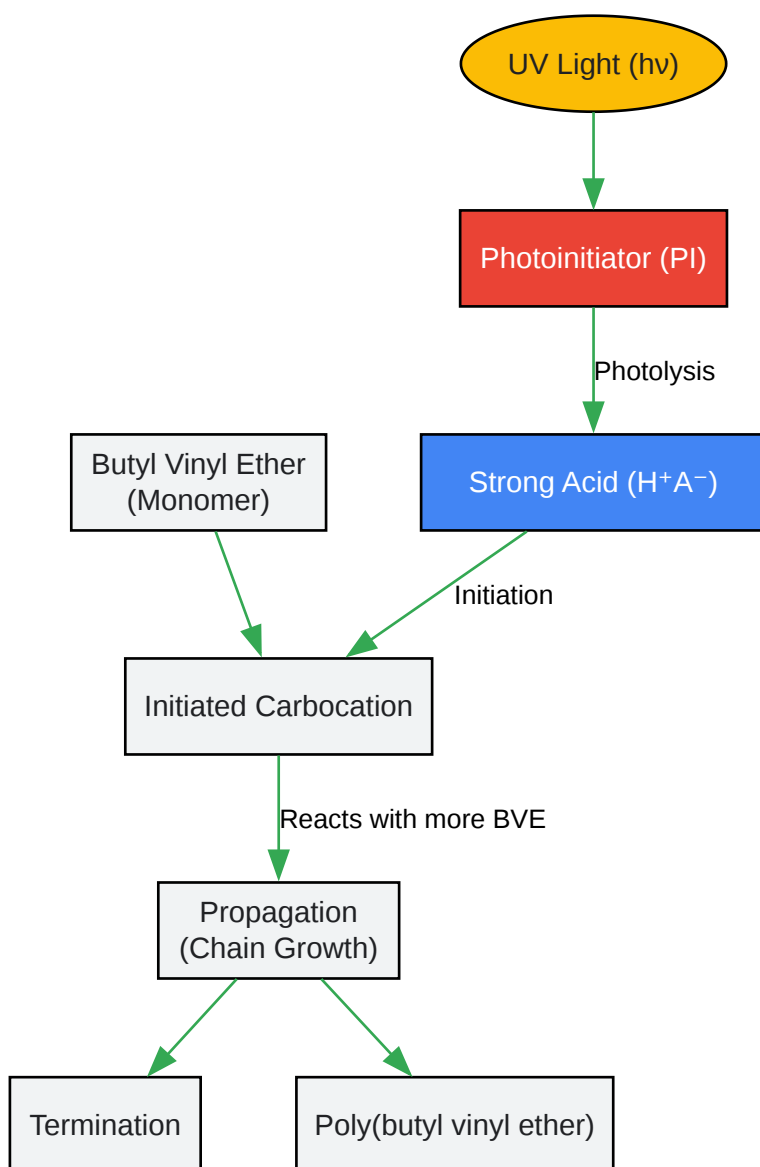 UV Light (hν)
Photoinitiator (PI)
Photolysis
Butyl Vinyl Ether
(Monomer)
Strong Acid (H⁺A⁻)
Initiation
Initiated Carbocation
Reacts with more BVE
Propagation
(Chain Growth)
Termination
Poly(butyl vinyl ether)